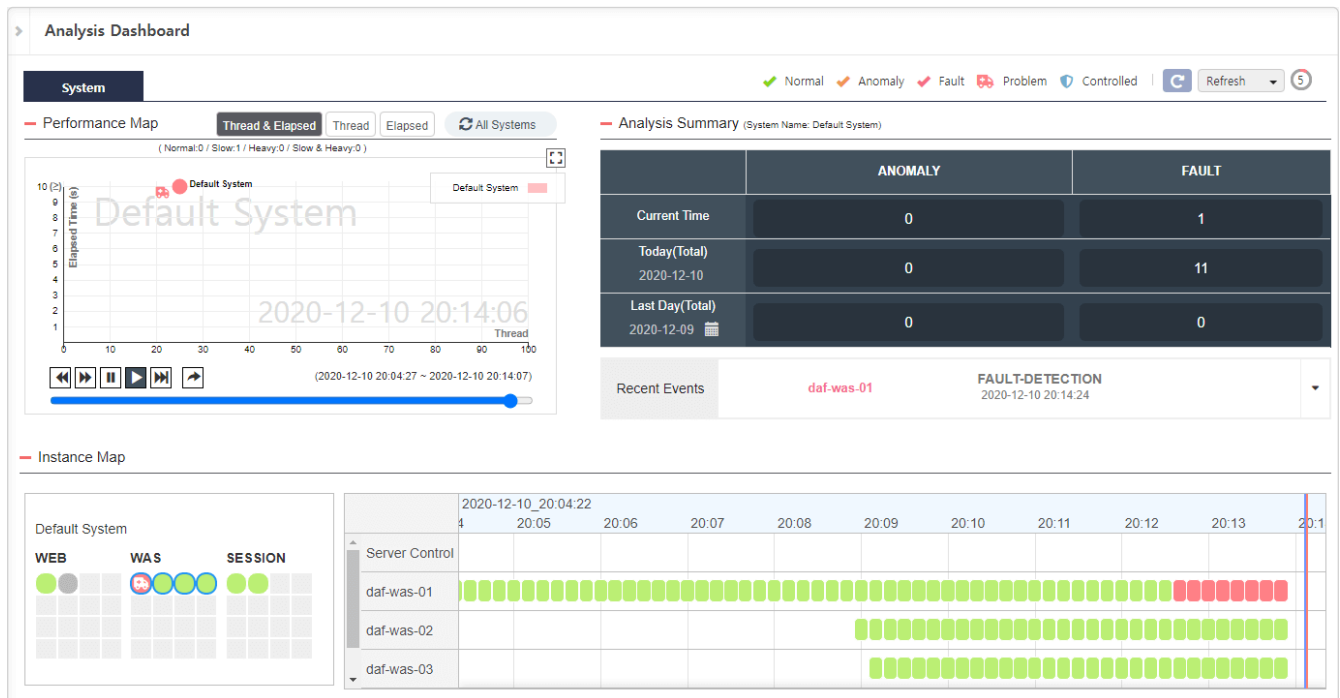 Analysis Dashboard
System
Normal Anomaly Fault Problem Controlled Refresh 5
Performance Map Thread & Elapsed Thread Elapsed All Systems
( Normal:0 / Slow:1 / Heavy:0 / Slow & Heavy:0 )
Default System
Default System
Default System
2020-12-10 20:14:06
Elapsed Time (s)
10 (≥)
9
8
7
6
5
4
3
2
1
Thread
0 10 20 30 40 50 60 70 80 90 100
(2020-12-10 20:04:27 ~ 2020-12-10 20:14:07)
Analysis Summary (System Name: Default System)
ANOMALY FAULT
Current Time 0 1
Today(Total)
2020-12-10 0 11
Last Day(Total)
2020-12-09 0 0
Recent Events daf-was-01 FAULT-DETECTION
2020-12-10 20:14:24
Instance Map
Default System
WEB WAS SESSION
2020-12-10_20:04:22
4 20:05 20:06 20:07 20:08 20:09 20:10 20:11 20:12 20:13 20:1
Server Control
daf-was-01
daf-was-02
daf-was-03